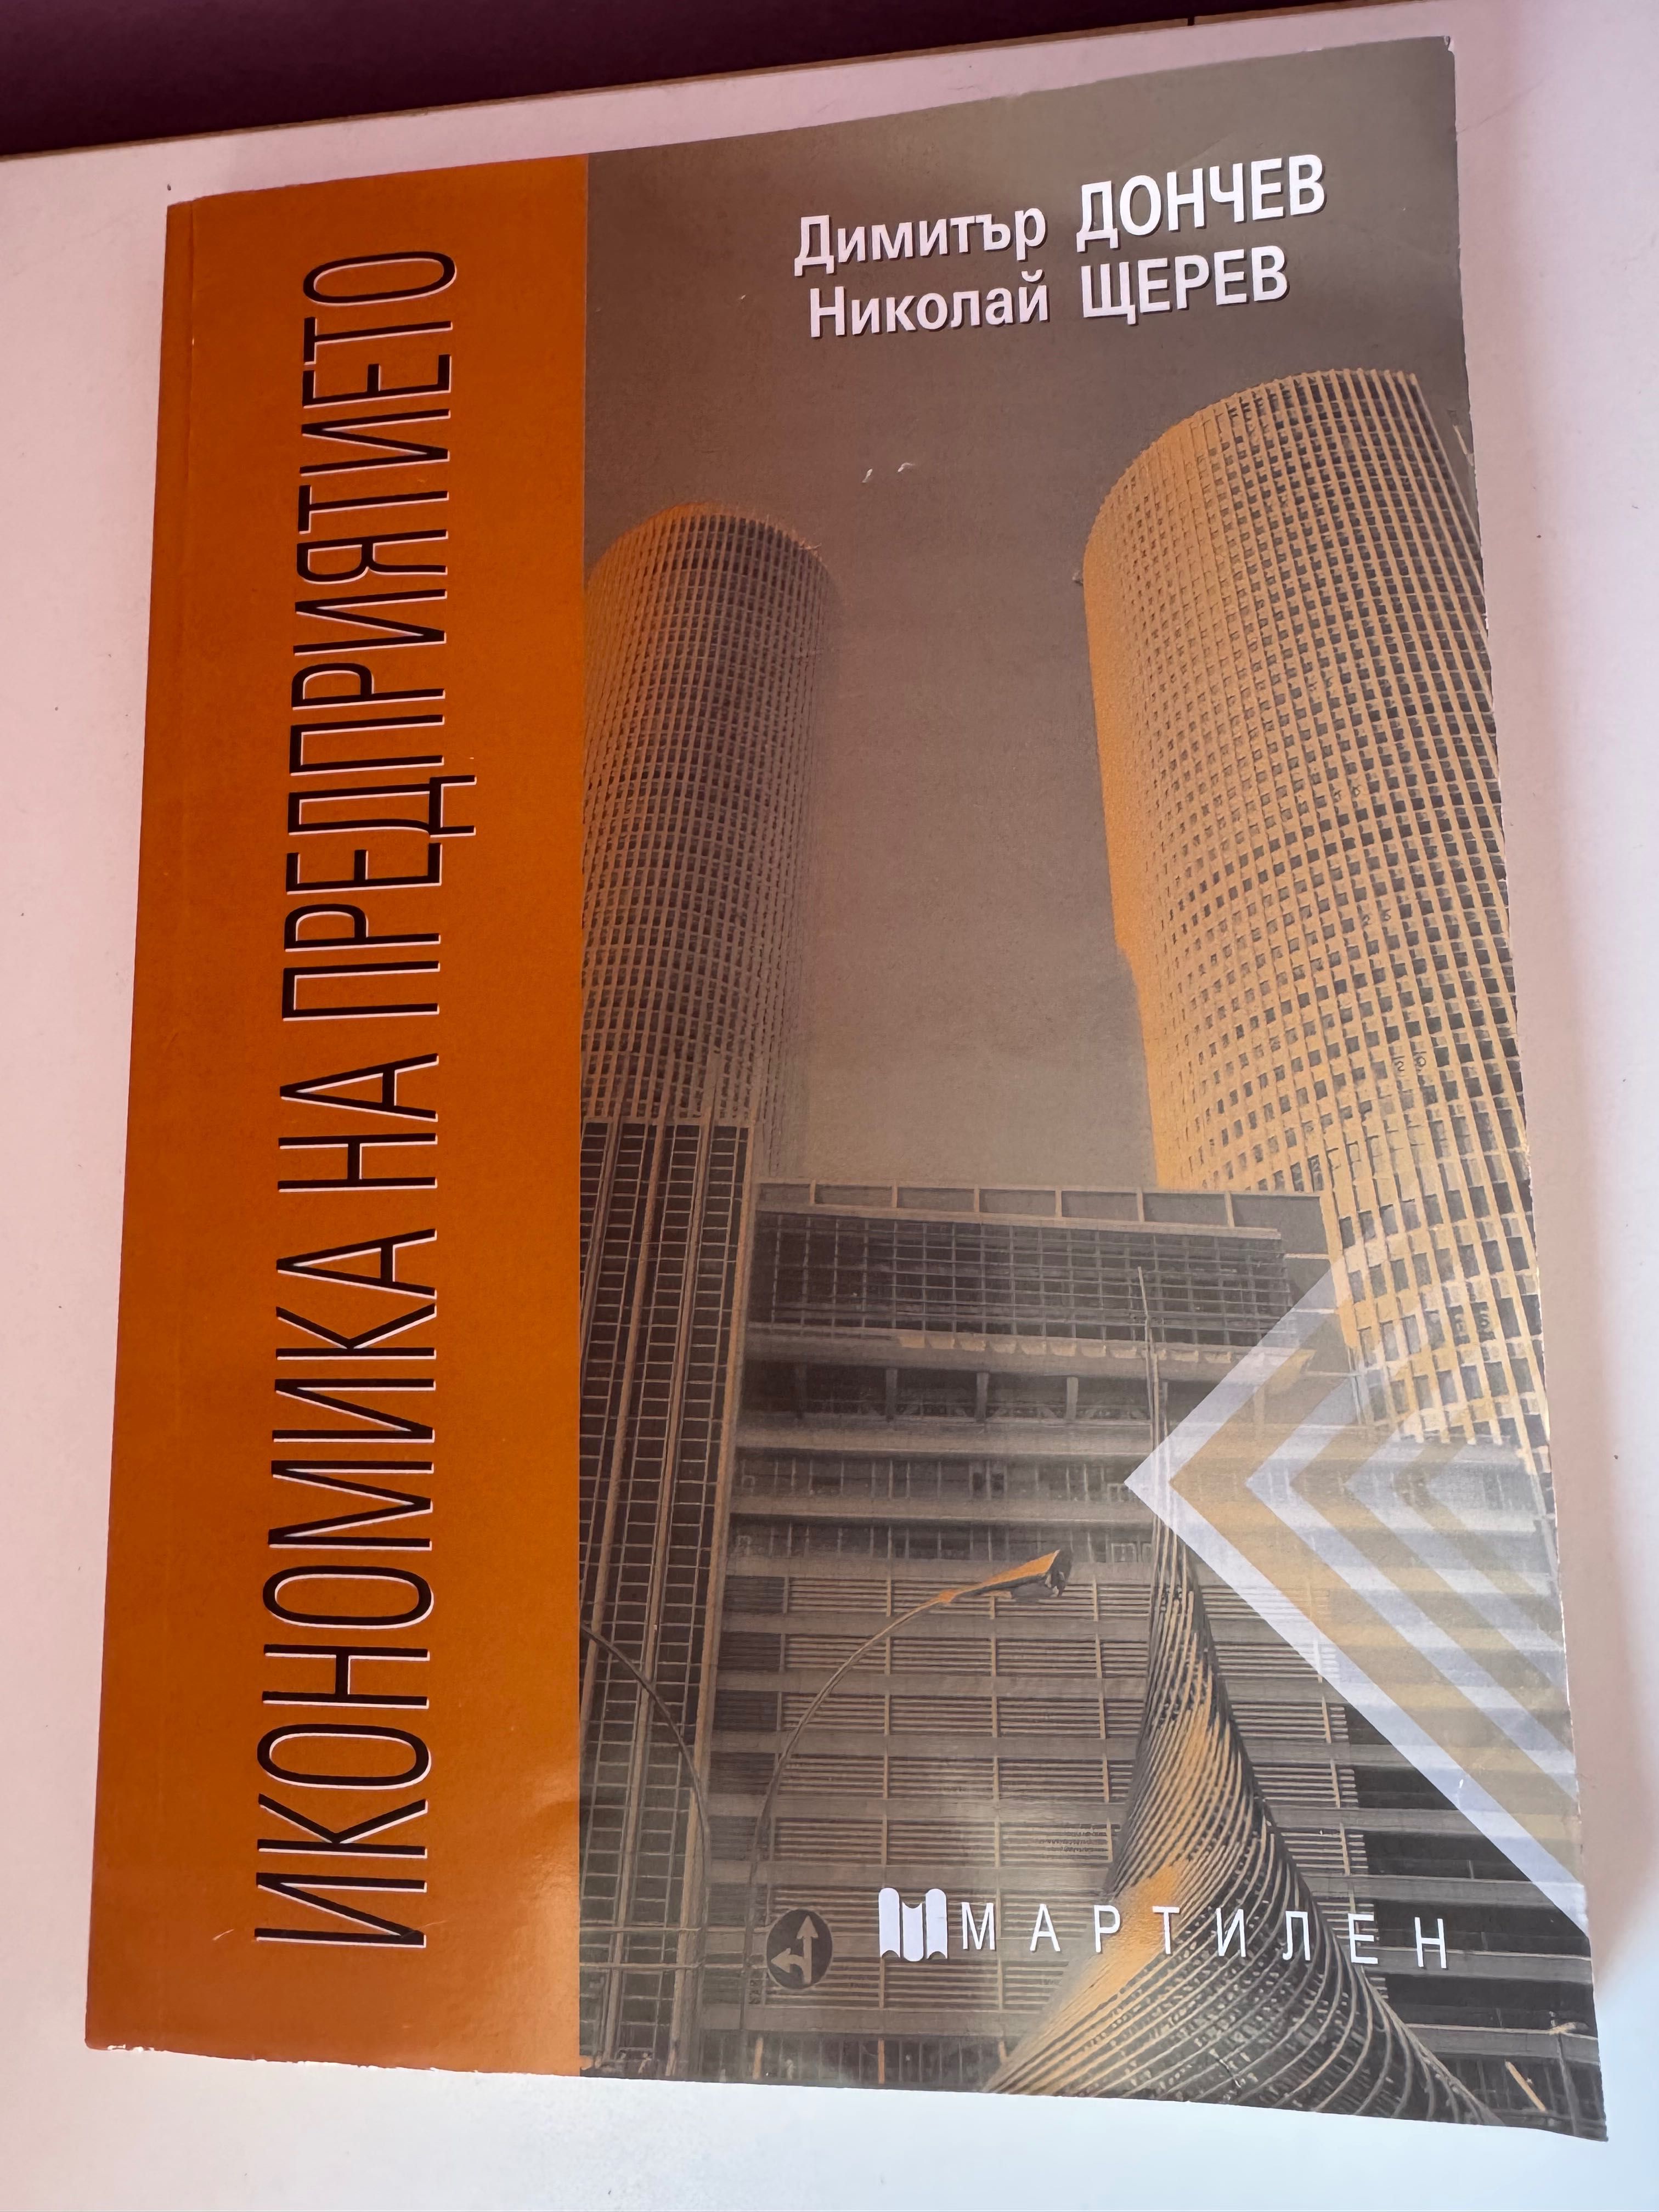 Димитър ДОНЧЕВ
Николай ЩЕРЕВ
ИКОНОМИКА НА ПРЕДПРИЯТИЕТО
МАРТИЛЕН